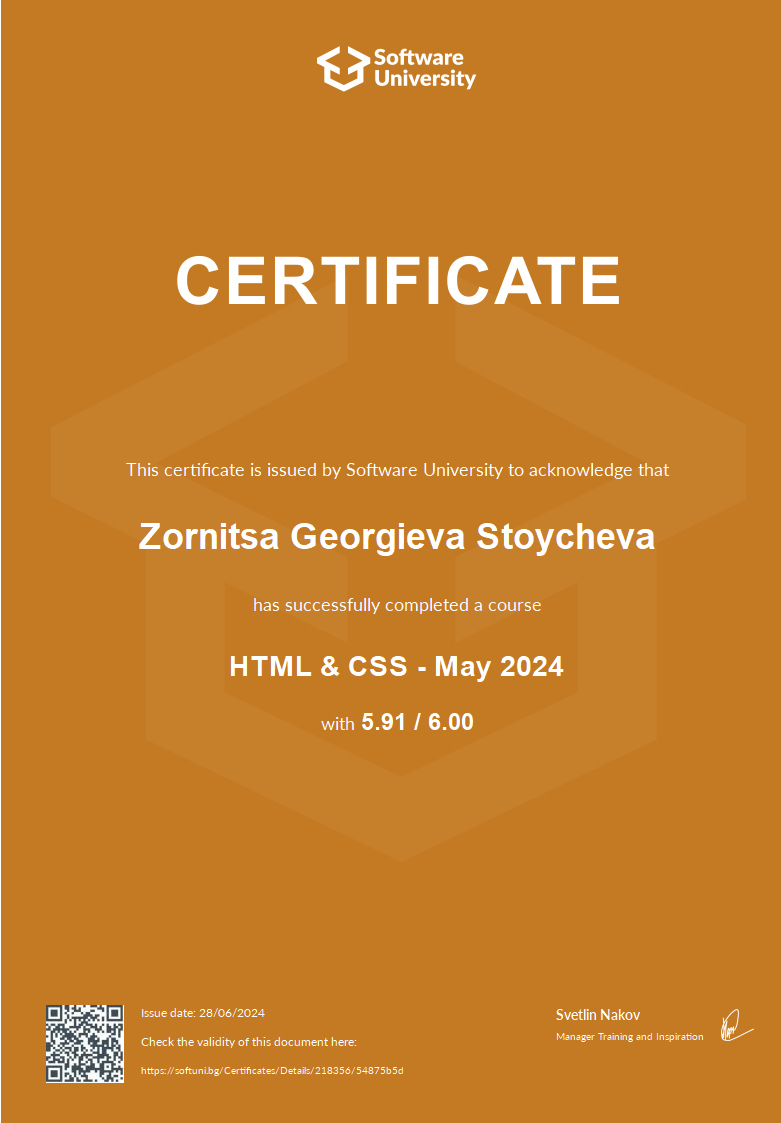 Software
University
CERTIFICATE
This certificate is issued by Software University to acknowledge that
Zornitsa Georgieva Stoycheva
has successfully completed a course
HTML & CSS - May 2024
with 5.91 / 6.00
Issue date: 28/06/2024
Check the validity of this document here:
https://softuni.bg/Certificates/Details/218356/54875b5d
Svetlin Nakov
Manager Training and Inspiration